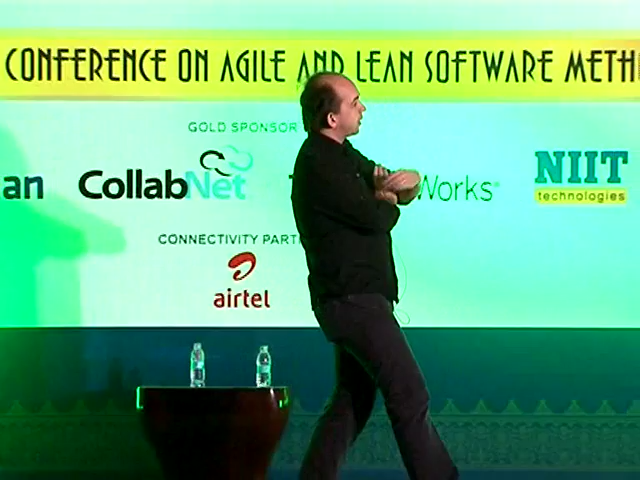 CONFERENCE ON AGILE AND LEAN SOFTWARE METH
GOLD SPONSOR
an CollabNet Works NIIT
technologies
CONNECTIVITY PART
airtel